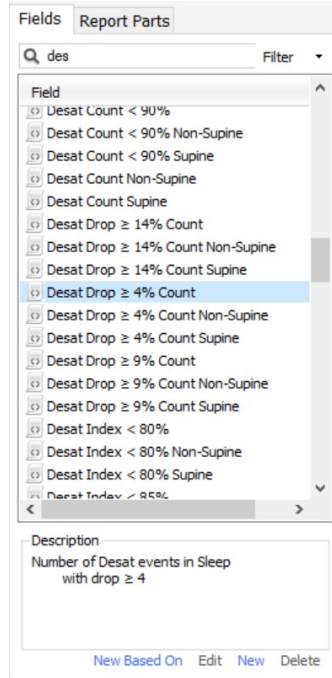 Fields Report Parts
des Filter
Field
Desat Count < 90%
Desat Count < 90% Non-Supine
Desat Count < 90% Supine
Desat Count Non-Supine
Desat Count Supine
Desat Drop ≥ 14% Count
Desat Drop ≥ 14% Count Non-Supine
Desat Drop ≥ 14% Count Supine
Desat Drop ≥ 4% Count
Desat Drop ≥ 4% Count Non-Supine
Desat Drop ≥ 4% Count Supine
Desat Drop ≥ 9% Count
Desat Drop ≥ 9% Count Non-Supine
Desat Drop ≥ 9% Count Supine
Desat Index < 80%
Desat Index < 80% Non-Supine
Desat Index < 80% Supine
Desat Index < 85%
Description
Number of Desat events in Sleep
with drop ≥ 4
New Based On Edit New Delete